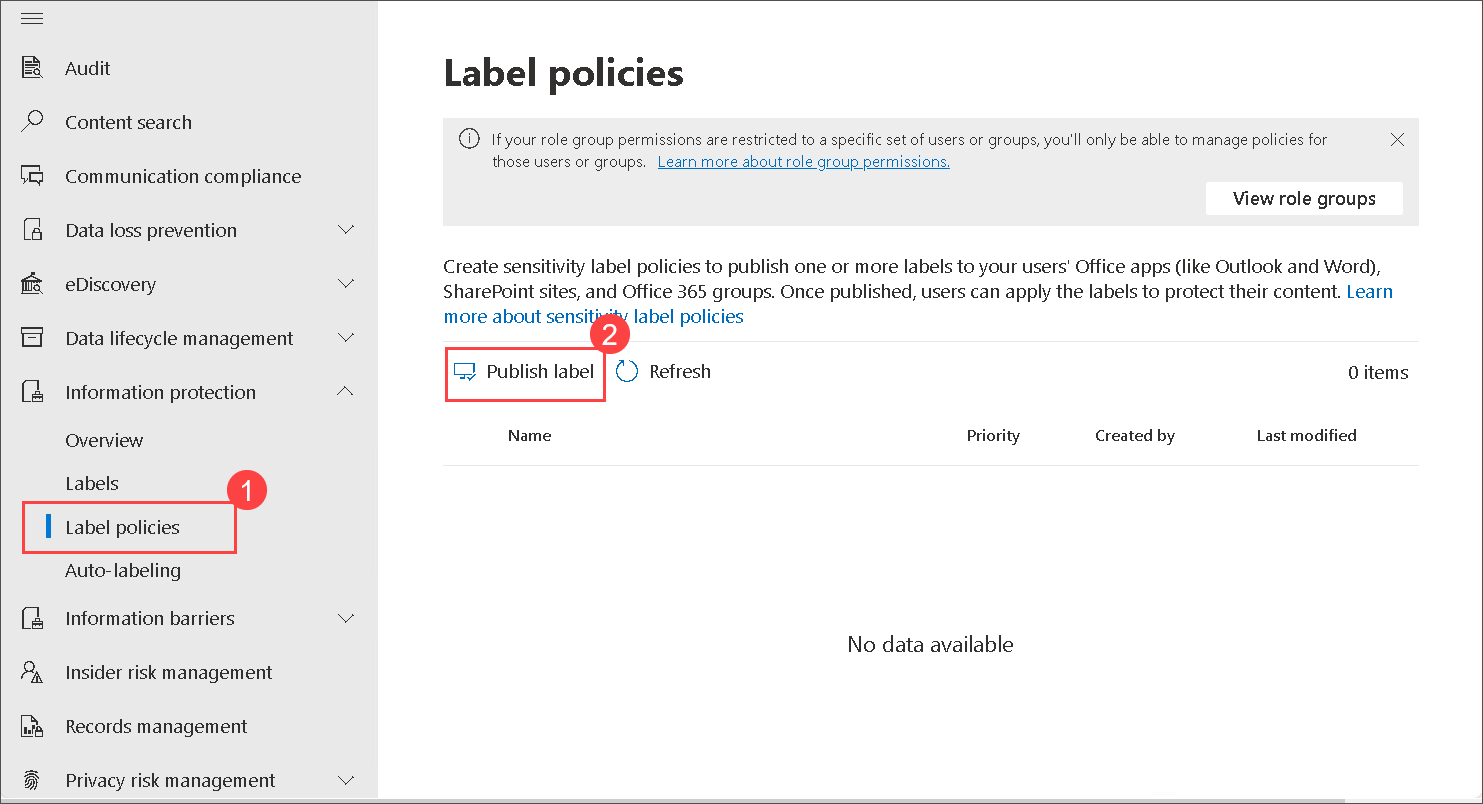 Audit
Content search
Communication compliance
Data loss prevention
eDiscovery
Data lifecycle management
Information protection
Overview
Labels
1
Label policies
Auto-labeling
Information barriers
Insider risk management
Records management
Privacy risk management
Label policies
If your role group permissions are restricted to a specific set of users or groups, you'll only be able to manage policies for
those users or groups. Learn more about role group permissions.
View role groups
Create sensitivity label policies to publish one or more labels to your users' Office apps (like Outlook and Word),
SharePoint sites, and Office 365 groups. Once published, users can apply the labels to protect their content. Learn
more about sensitivity label policies
2
Publish label Refresh 0 items
Name Priority Created by Last modified
No data available